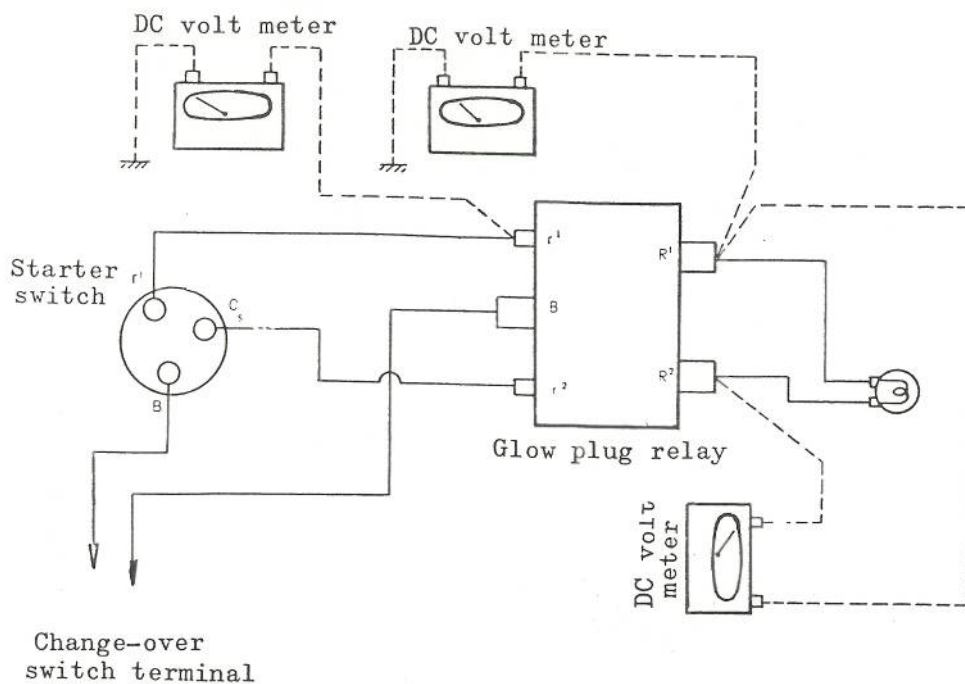 DC volt meter
DC volt meter
r¹
R¹
Starter
switch
r¹
Cs
B
B
r²
R²
Glow plug relay
DC volt
meter
Change-over
switch terminal